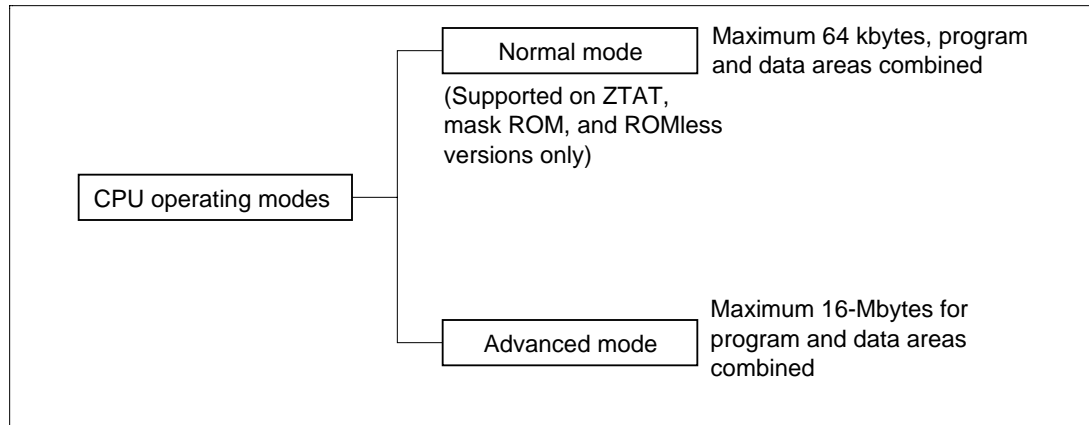 Normal mode
Maximum 64 kbytes, program
and data areas combined
(Supported on ZTAT,
mask ROM, and ROMless
versions only)
CPU operating modes
Advanced mode
Maximum 16-Mbytes for
program and data areas
combined